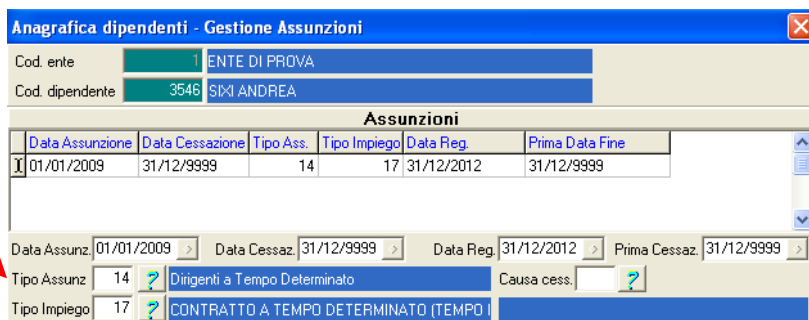 Anagrafica dipendenti - Gestione Assunzioni
Cod. ente 1 ENTE DI PROVA
Cod. dipendente 3546 SIXI ANDREA
Assunzioni
Data Assunzione Data Cessazione Tipo Ass. Tipo Impiego Data Reg. Prima Data Fine
01/01/2009 31/12/9999 14 17 31/12/2012 31/12/9999
Data Assunz. 01/01/2009 > Data Cessaz. 31/12/9999 > Data Reg. 31/12/2012 > Prima Cessaz. 31/12/9999 >
Tipo Assunz 14 ? Dirigenti a Tempo Determinato Causa cess. ?
Tipo Impiego 17 ? CONTRATTO A TEMPO DETERMINATO (TEMPO I